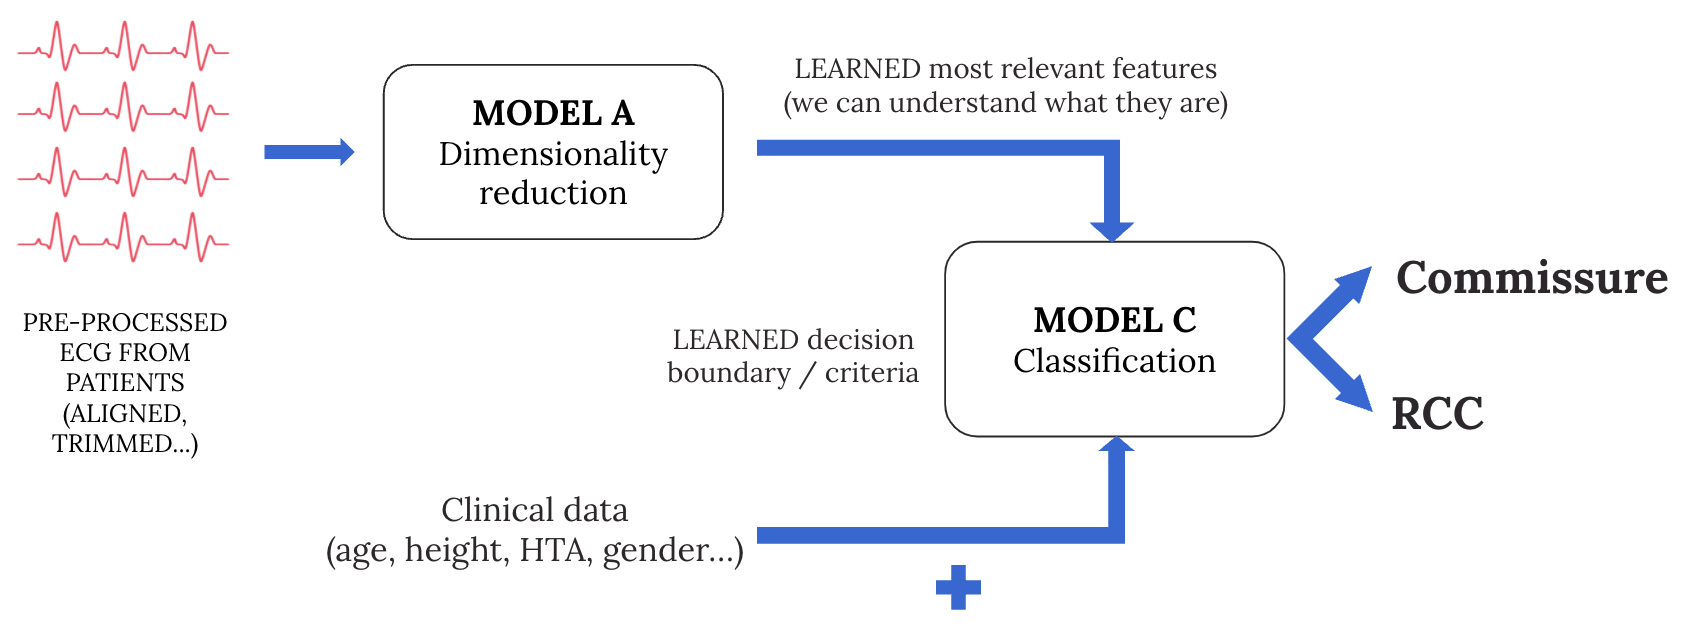 MODEL A
Dimensionality
reduction
LEARNED most relevant features
(we can understand what they are)
PRE-PROCESSED
ECG FROM
PATIENTS
(ALIGNED,
TRIMMED...)
LEARNED decision
boundary / criteria
MODEL C
Classification
Commissure
RCC
Clinical data
(age, height, HTA, gender...)